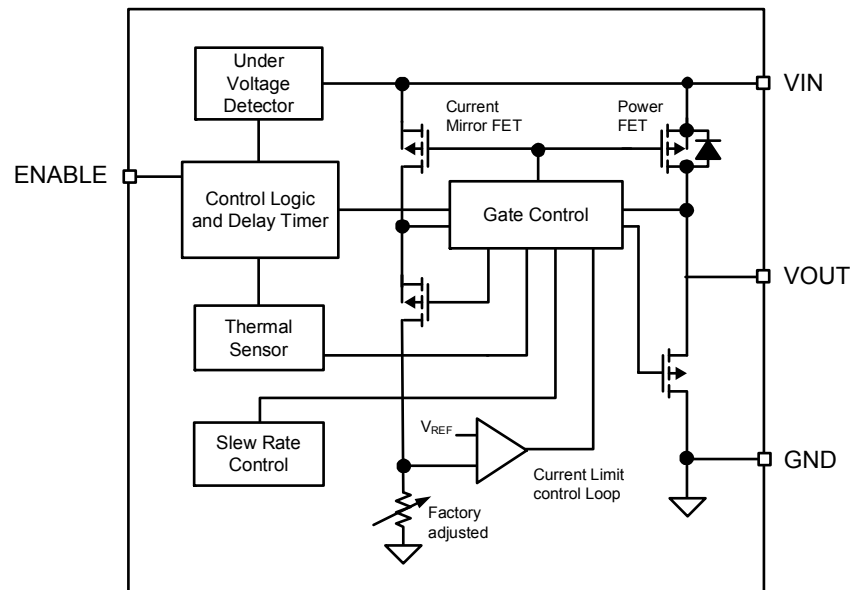 Under
Voltage
Detector
VIN
Current
Mirror FET
Power
FET
ENABLE
Control Logic
and Delay Timer
Gate Control
VOUT
Thermal
Sensor
Slew Rate
Control
VREF
Current Limit
control Loop
GND
Factory
adjusted